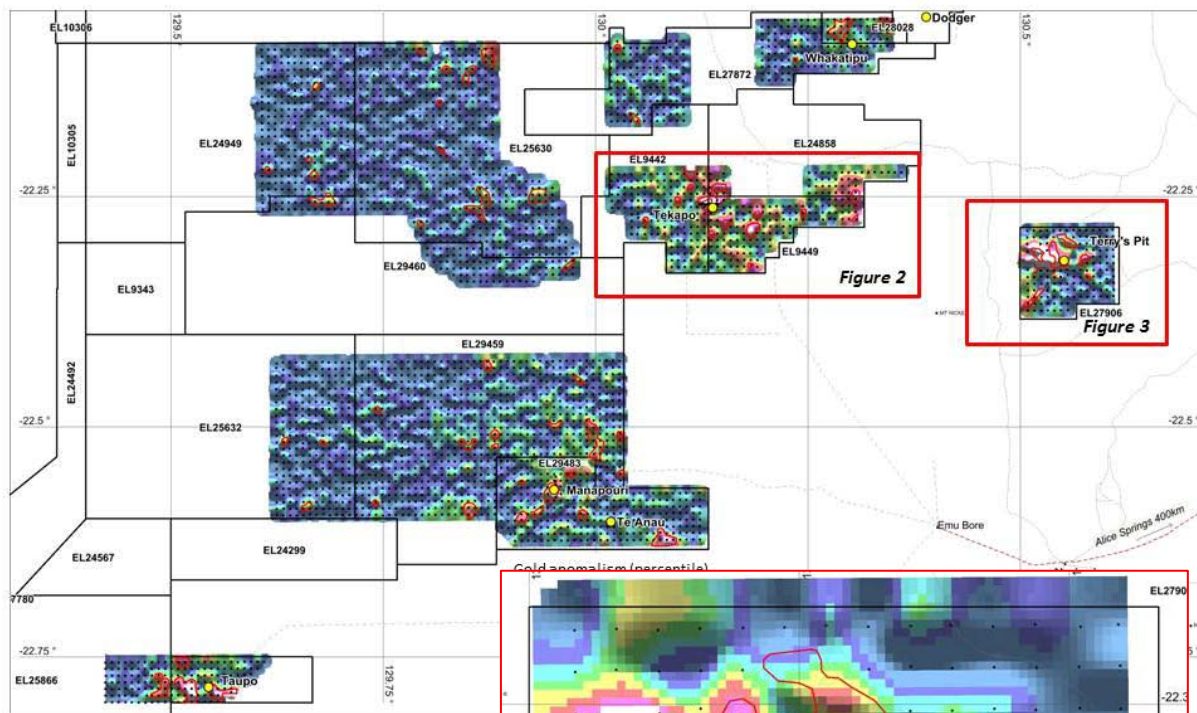 EL10306
129.5°
130°
130.5°
Dodger
EL28028
Whakatipu
EL27872
EL10305
EL24949
EL25630
EL24858
EL9442
-22.25°
-22.25°
Tekapo
Terry's Pit
EL9449
EL29460
Figure 2
EL9343
EL27906
Figure 3
EL29459
EL24492
-22.5°
-22.5°
EL25632
EL29483
Manapouri
Te Anau
Emu Bore
Alice Springs 400km
EL24299
EL24567
Gold anomalism (percentile)
7780
EL2790
-22.75°
EL25866
Taupo
129.75°
-22.3